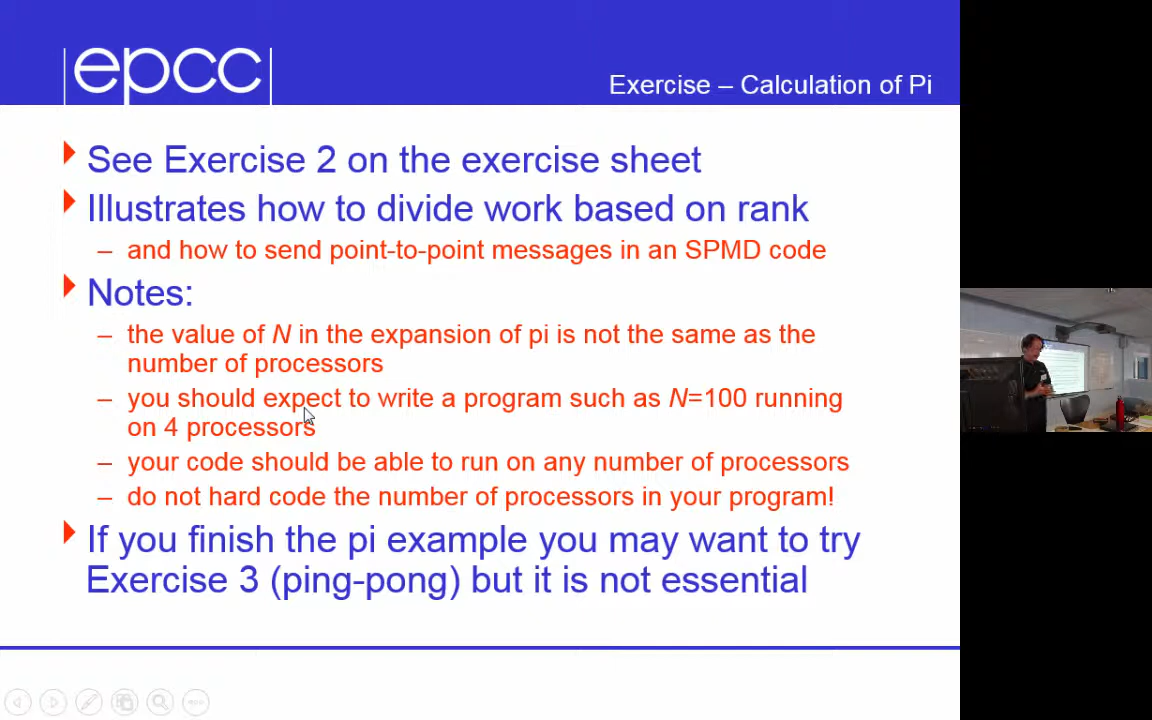 epcc
Exercise – Calculation of Pi
See Exercise 2 on the exercise sheet
Illustrates how to divide work based on rank
– and how to send point-to-point messages in an SPMD code
Notes:
– the value of N in the expansion of pi is not the same as the
number of processors
– you should expect to write a program such as N=100 running
on 4 processors
– your code should be able to run on any number of processors
– do not hard code the number of processors in your program!
If you finish the pi example you may want to try
Exercise 3 (ping-pong) but it is not essential